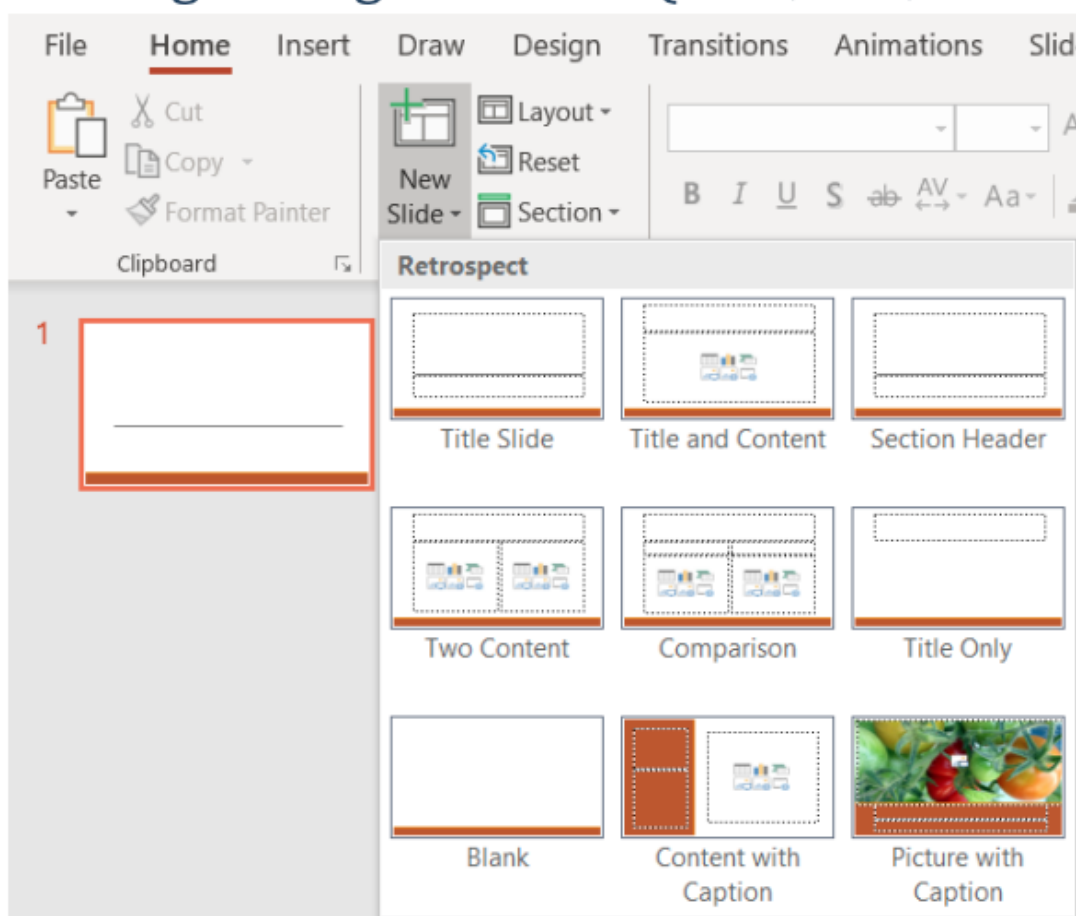 File Home Insert Draw Design Transitions Animations Slid
Cut
Copy
Paste
Format Painter
Clipboard
New
Slide
Layout
Reset
Section
B I U S ab AV Aa
Retrospect
1
Title Slide
Title and Content
Section Header
Two Content
Comparison
Title Only
Blank
Content with
Caption
Picture with
Caption